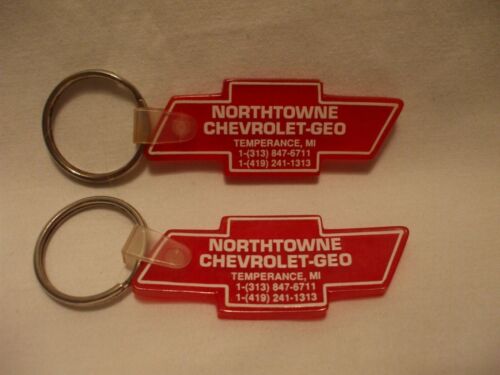 NORTHTOWNE
CHEVROLET-GEO
TEMPERANCE, MI
1-(313) 847-6711
1-(419) 241-1313
NORTHTOWNE
CHEVROLET-GEO
TEMPERANCE, MI
1-(313) 847-6711
1-(419) 241-1313